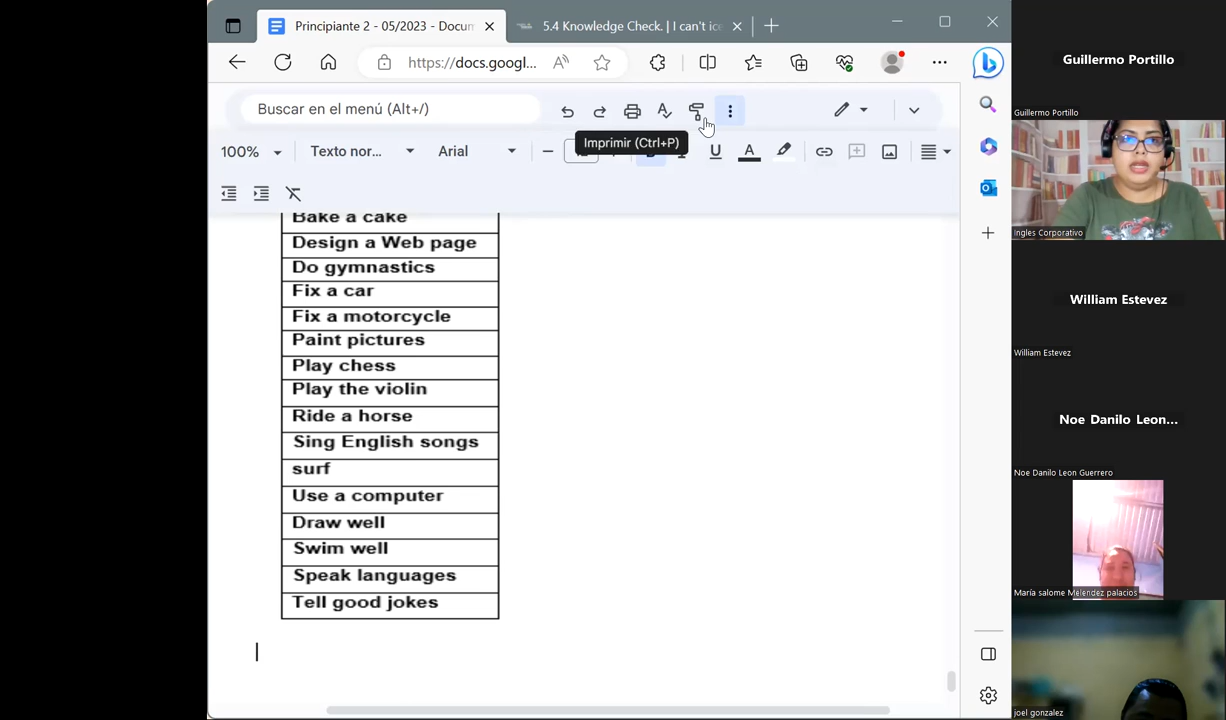 Principiante 2 - 05/2023 - Docum
5.4 Knowledge Check. | I can't ice
https://docs.googl...
Buscar en el menú (Alt+/)
Imprimir (Ctrl+P)
100%
Texto nor...
Arial
Bake a cake
Design a Web page
Do gymnastics
Fix a car
Fix a motorcycle
Paint pictures
Play chess
Play the violin
Ride a horse
Sing English songs
surf
Use a computer
Draw well
Swim well
Speak languages
Tell good jokes
Guillermo Portillo
Guillermo Portillo
Ingles Corporativo
William Estevez
William Estevez
Noe Danilo Leon...
Noe Danilo Leon Guerrero
María salome Melendez palacios
joel gonzalez